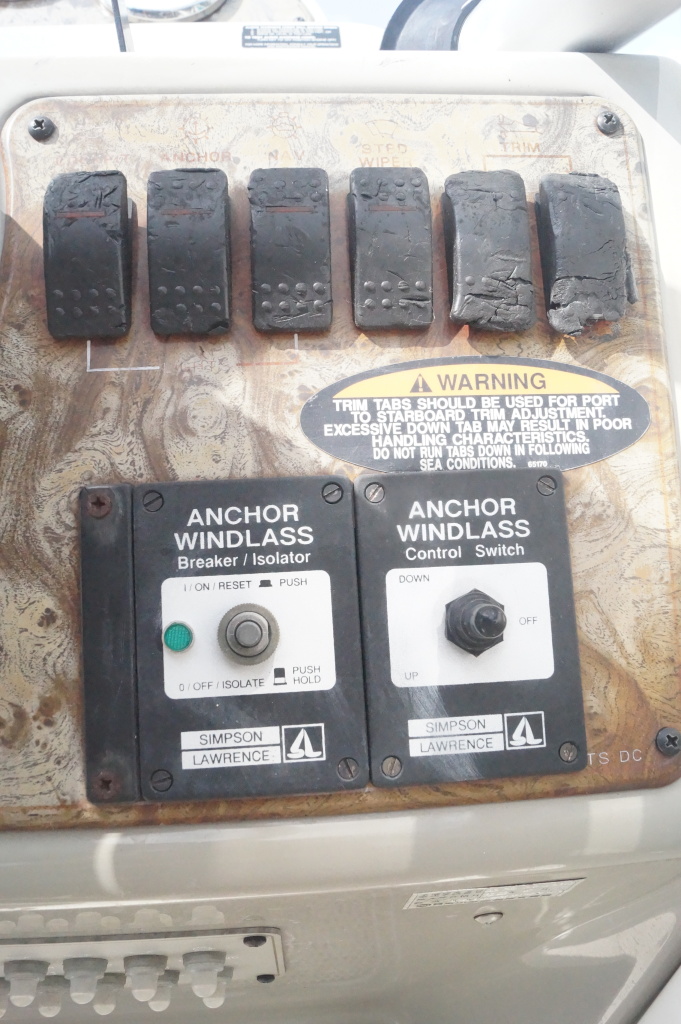 ANCHOR
NAV
STBD
WIPER
TRIM
WARNING
TRIM TABS SHOULD BE USED FOR PORT
TO STARBOARD TRIM ADJUSTMENT.
EXCESSIVE DOWN TAB MAY RESULT IN POOR
HANDLING CHARACTERISTICS.
DO NOT RUN TABS DOWN IN FOLLOWING
SEA CONDITIONS. 65170
ANCHOR
WINDLASS
Breaker / Isolator
I / ON / RESET PUSH
0 / OFF / ISOLATE PUSH
HOLD
SIMPSON
LAWRENCE
ANCHOR
WINDLASS
Control Switch
DOWN
OFF
UP
SIMPSON
LAWRENCE
TS DC